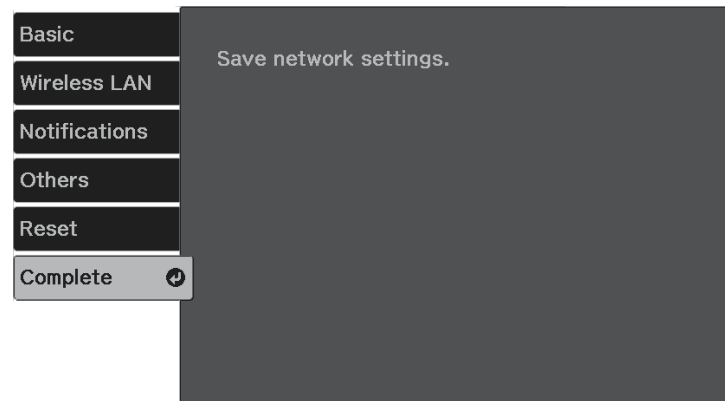 Basic
Wireless LAN
Notifications
Others
Reset
Complete
Save network settings.